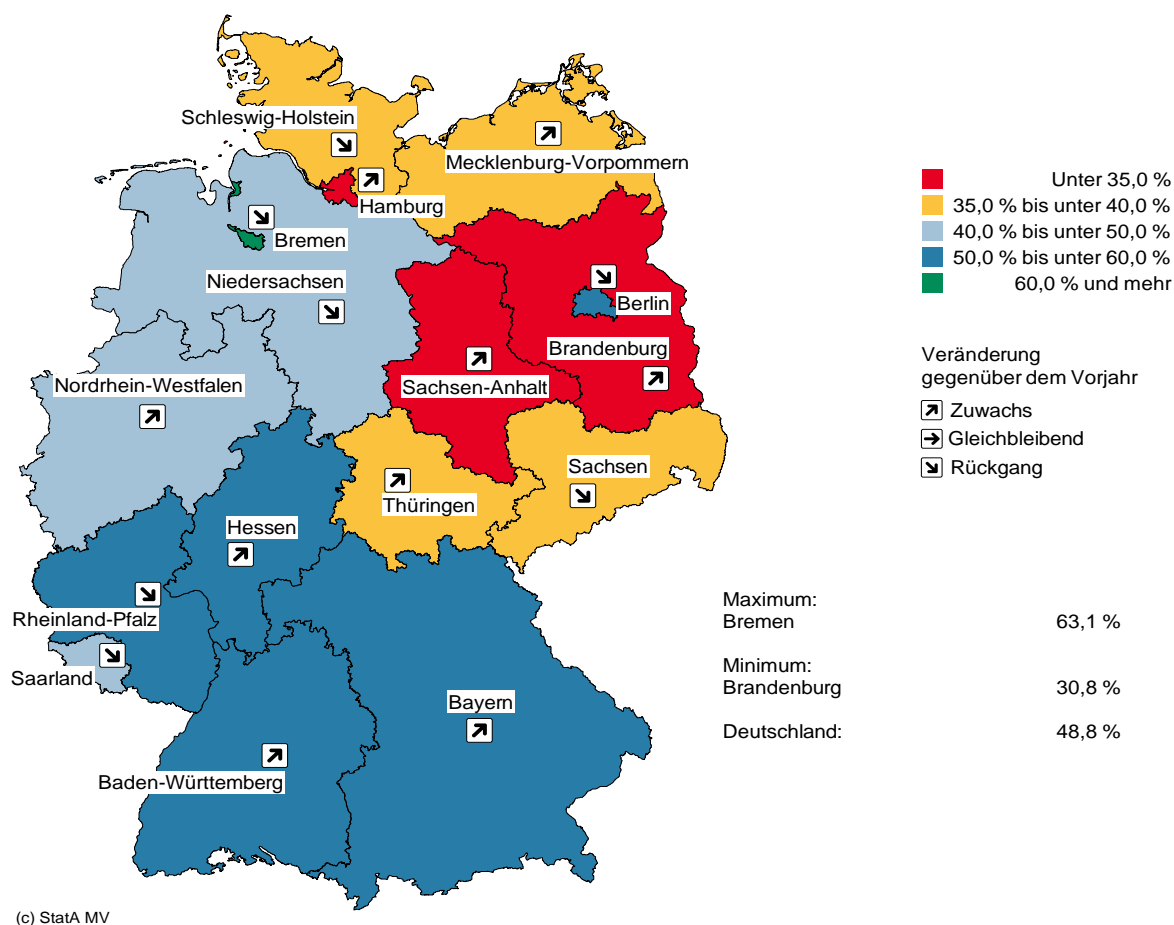 Schleswig-Holstein
Mecklenburg-Vorpommern
Hamburg
Bremen
Niedersachsen
Berlin
Brandenburg
Nordrhein-Westfalen
Sachsen-Anhalt
Sachsen
Thüringen
Hessen
Rheinland-Pfalz
Saarland
Bayern
Baden-Württemberg
Unter 35,0 %
35,0 % bis unter 40,0 %
40,0 % bis unter 50,0 %
50,0 % bis unter 60,0 %
60,0 % und mehr
Veränderung
gegenüber dem Vorjahr
Zuwachs
Gleichbleibend
Rückgang
Maximum:
Bremen 63,1 %
Minimum:
Brandenburg 30,8 %
Deutschland: 48,8 %
(c) StatA MV